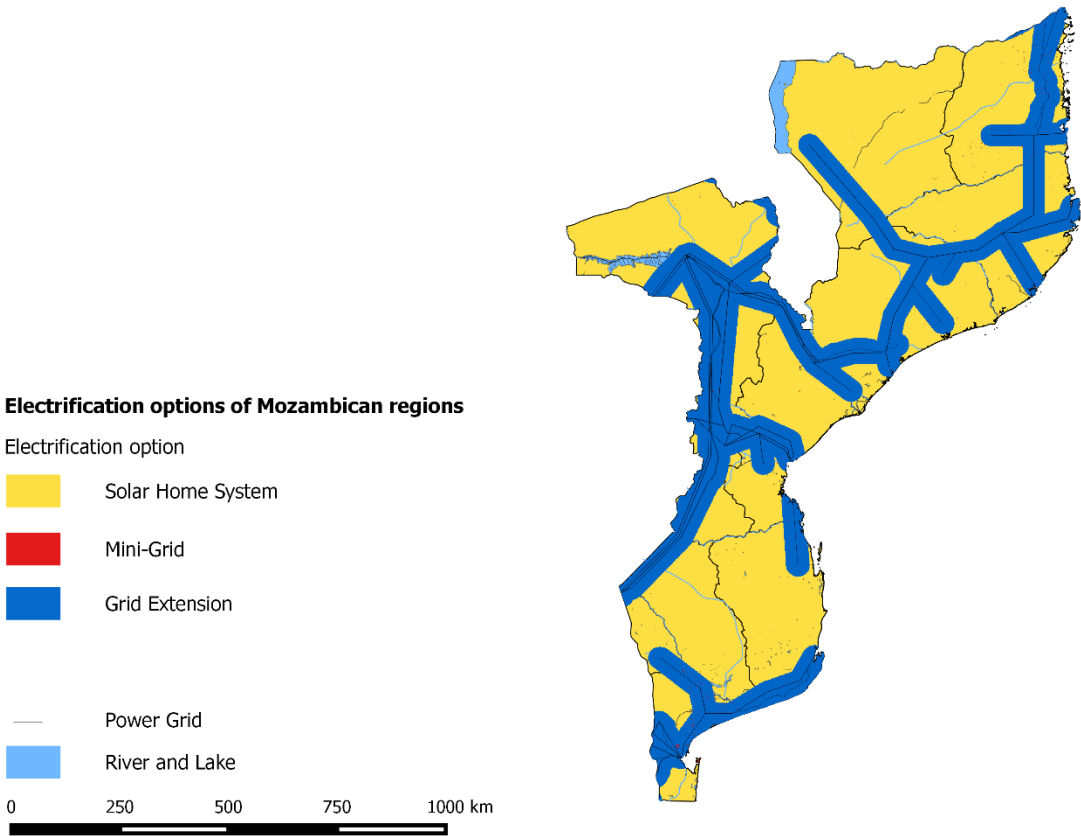 Electrification options of Mozambican regions
Electrification option
Solar Home System
Mini-Grid
Grid Extension
Power Grid
River and Lake
0 250 500 750 1000 km